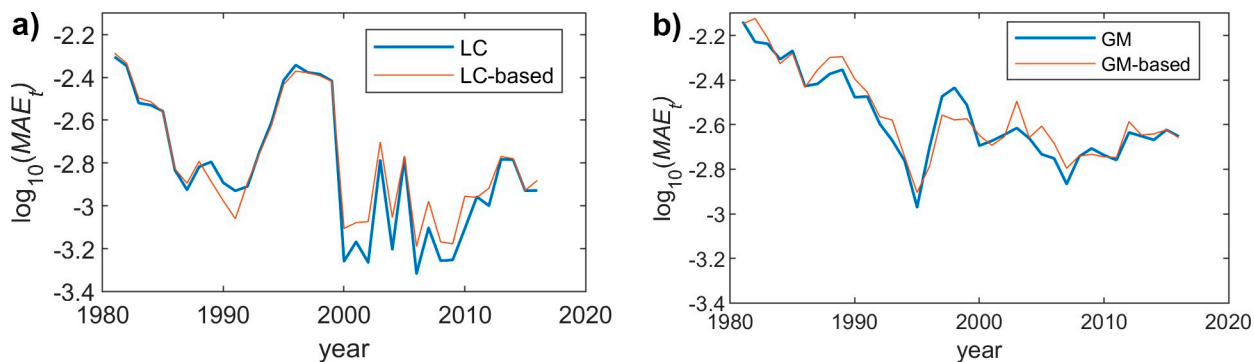 a)
log10(MAEt)
-2.2
-2.4
-2.6
-2.8
-3
-3.2
-3.4
LC
LC-based
1980 1990 2000 2010 2020
year
b)
log10(MAEt)
-2.2
-2.4
-2.6
-2.8
-3
-3.2
-3.4
GM
GM-based
1980 1990 2000 2010 2020
year